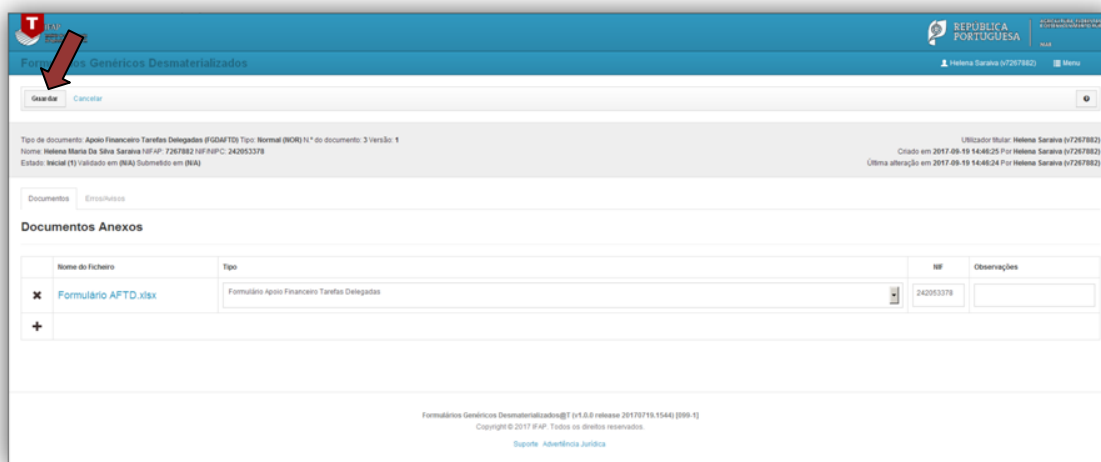 T
IFAP
REPÚBLICA
PORTUGUESA
MAR
Formulários Genéricos Desmaterializados
Helena Saraiva (v7267882) Menu
Guardar Cancelar
Tipo de documento: Apoio Financeiro Tarefas Delegadas (FGDAFTD) Tipo: Normal (NOR) N.º do documento: 3 Versão: 1
Nome: Helena Maria Da Silva Saraiva NIFAP: 7267882 NIF/NIPC: 242053378
Estado: Inicial (1) Validado em (N/A) Submetido em (N/A)
Utilizador titular: Helena Saraiva (v7267882)
Criado em 2017-09-19 14:46:25 Por Helena Saraiva (v7267882)
Última alteração em 2017-09-19 14:46:24 Por Helena Saraiva (v7267882)
Documentos Erros/Avisos
Documentos Anexos
Nome do Ficheiro Tipo NIF Observações
Formulário AFTD.xlsx Formulário Apoio Financeiro Tarefas Delegadas 242053378
Formulários Genéricos Desmaterializados@T (v1.0.0 release 20170719.1544) [099-1]
Copyright © 2017 IFAP. Todos os direitos reservados.
Suporte Advertência Jurídica